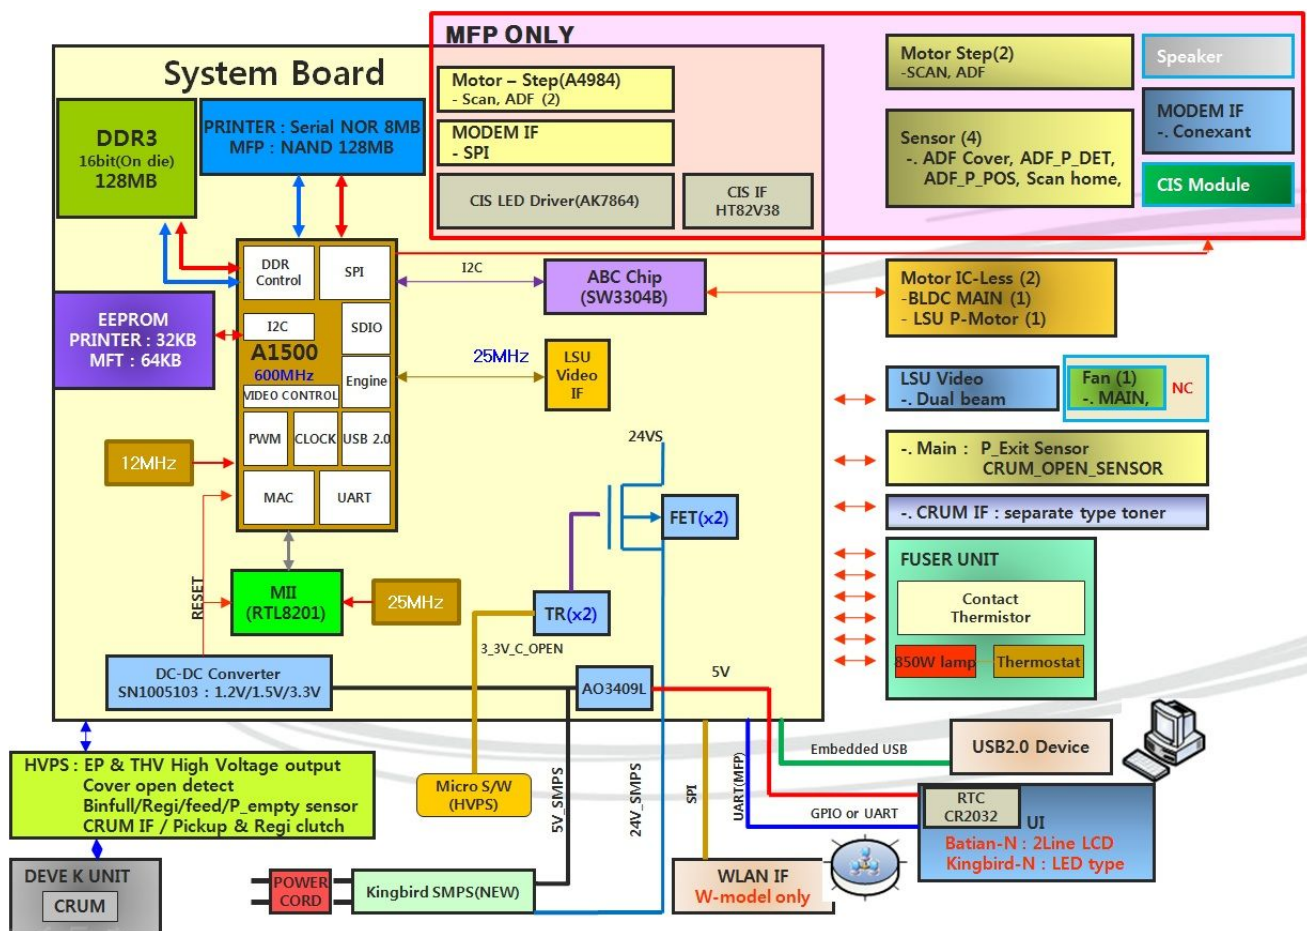 MFP ONLY
System Board
Motor – Step(A4984)
- Scan, ADF (2)
MODEM IF
- SPI
CIS LED Driver(AK7864)
CIS IF
HT82V38
Motor Step(2)
-SCAN, ADF
Speaker
MODEM IF
-. Conexant
Sensor (4)
-. ADF Cover, ADF_P_DET,
ADF_P_POS, Scan home,
CIS Module
DDR3
16bit(On die)
128MB
PRINTER : Serial NOR 8MB
MFP : NAND 128MB
DDR
Control
SPI
I2C
SDIO
A1500
600MHz
Engine
VIDEO CONTROL
PWM
CLOCK
USB 2.0
MAC
UART
I2C
ABC Chip
(SW3304B)
Motor IC-Less (2)
-BLDC MAIN (1)
- LSU P-Motor (1)
EEPROM
PRINTER : 32KB
MFT : 64KB
25MHz
LSU
Video
IF
LSU Video
-. Dual beam
Fan (1)
-. MAIN,
NC
12MHz
24VS
-. Main : P_Exit Sensor
CRUM_OPEN_SENSOR
FET(x2)
-. CRUM IF : separate type toner
RESET
MII
(RTL8201)
25MHz
TR(x2)
3_3V_C_OPEN
FUSER UNIT
Contact
Thermistor
850W lamp
Thermostat
DC-DC Converter
SN1005103 : 1.2V/1.5V/3.3V
AO3409L
5V
HVPS : EP & THV High Voltage output
Cover open detect
Binfull/Regi/feed/P_empty sensor
CRUM IF / Pickup & Regi clutch
Micro S/W
(HVPS)
5V_SMPS
24V_SMPS
SPI
UART(MFP)
Embedded USB
USB2.0 Device
GPIO or UART
RTC
CR2032
UI
Batian-N : 2Line LCD
Kingbird-N : LED type
DEVE K UNIT
CRUM
POWER
CORD
Kingbird SMPS(NEW)
WLAN IF
W-model only